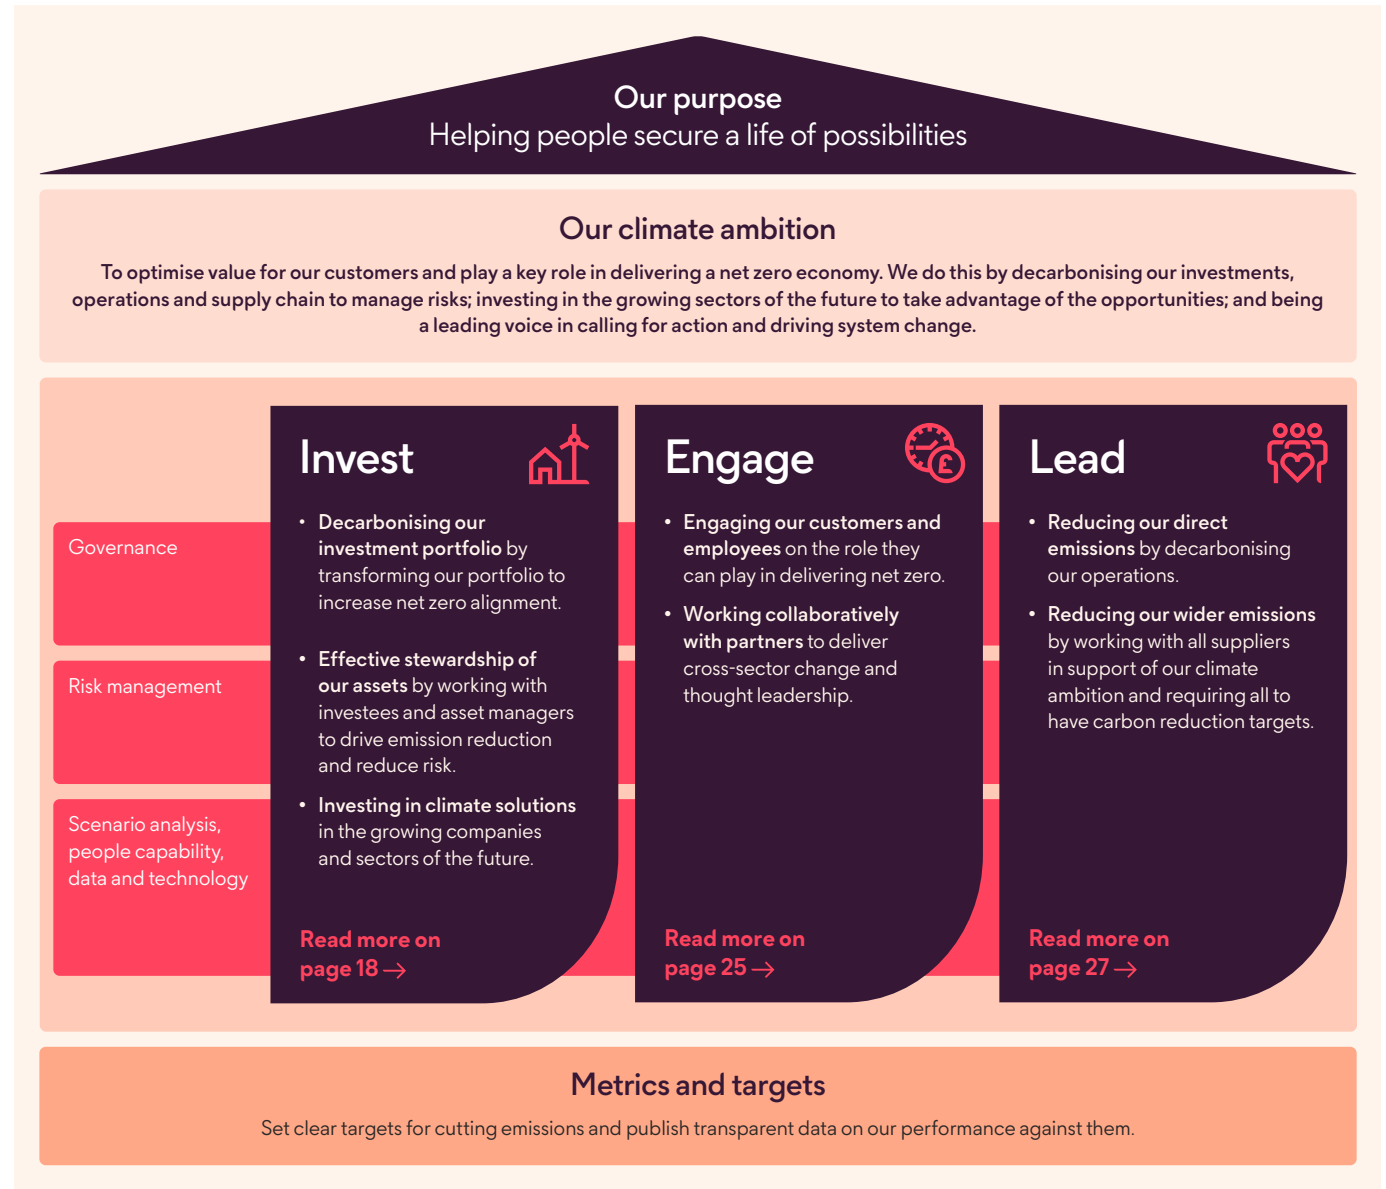 Our purpose
Helping people secure a life of possibilities
Our climate ambition
To optimise value for our customers and play a key role in delivering a net zero economy. We do this by decarbonising our investments,
operations and supply chain to manage risks; investing in the growing sectors of the future to take advantage of the opportunities; and being
a leading voice in calling for action and driving system change.
Governance
Risk management
Scenario analysis,
people capability,
data and technology
Invest
• Decarbonising our
investment portfolio by
transforming our portfolio to
increase net zero alignment.
• Effective stewardship of
our assets by working with
investees and asset managers
to drive emission reduction
and reduce risk.
• Investing in climate solutions
in the growing companies
and sectors of the future.
Read more on
page 18 →
Engage
£
• Engaging our customers and
employees on the role they
can play in delivering net zero.
• Working collaboratively
with partners to deliver
cross-sector change and
thought leadership.
Read more on
page 25 →
Lead
• Reducing our direct
emissions by decarbonising
our operations.
• Reducing our wider emissions
by working with all suppliers
in support of our climate
ambition and requiring all to
have carbon reduction targets.
Read more on
page 27 →
Metrics and targets
Set clear targets for cutting emissions and publish transparent data on our performance against them.